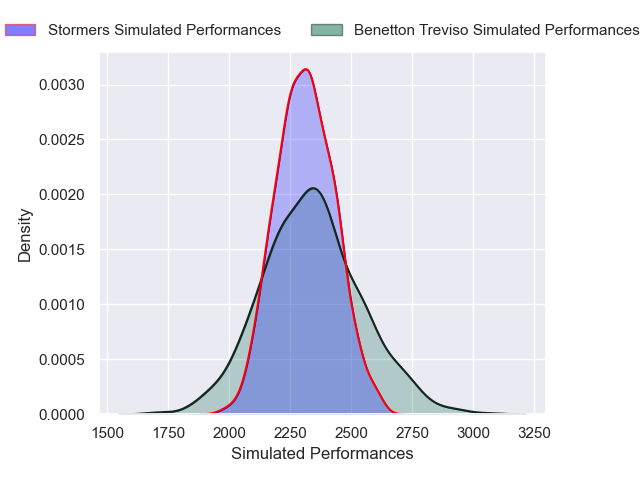 Stormers Simulated Performances
Benetton Treviso Simulated Performances
0.0030
0.0025
0.0020
0.0015
0.0010
0.0005
0.0000
Density
1500 1750 2000 2250 2500 2750 3000 3250
Simulated Performances